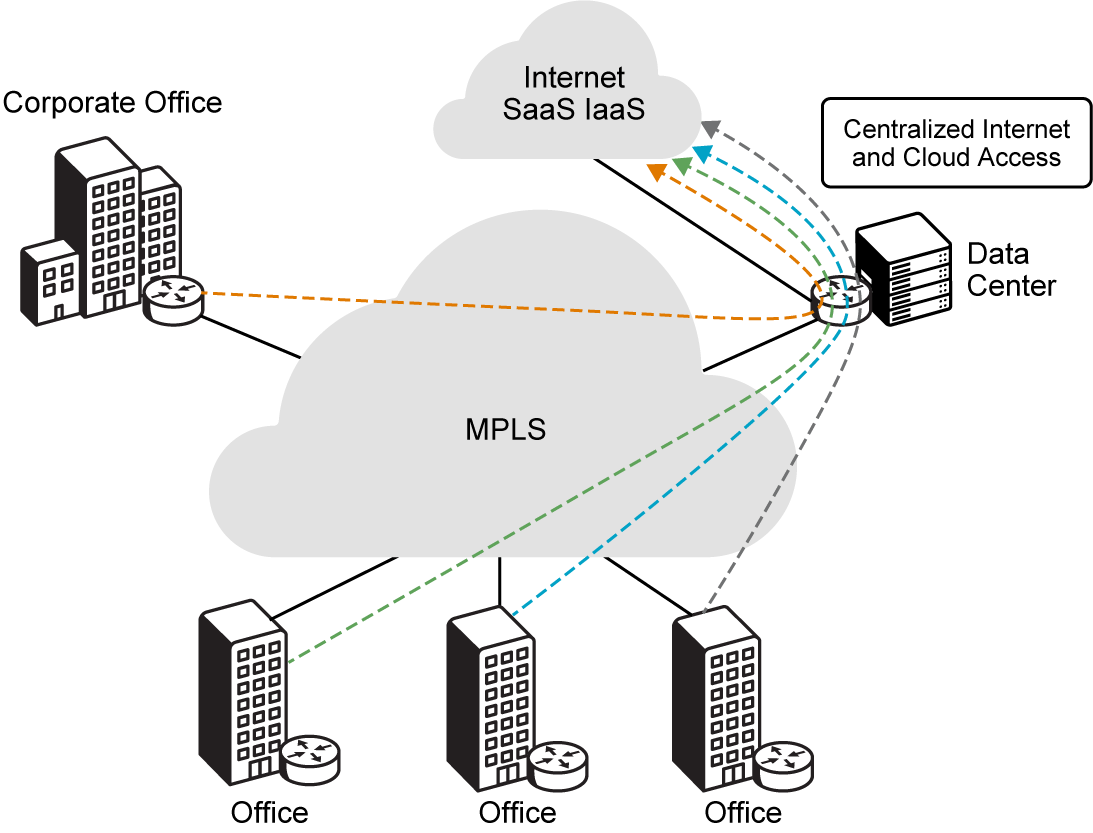 Internet
SaaS IaaS
Corporate Office
Centralized Internet
and Cloud Access
Data
Center
MPLS
Office
Office
Office